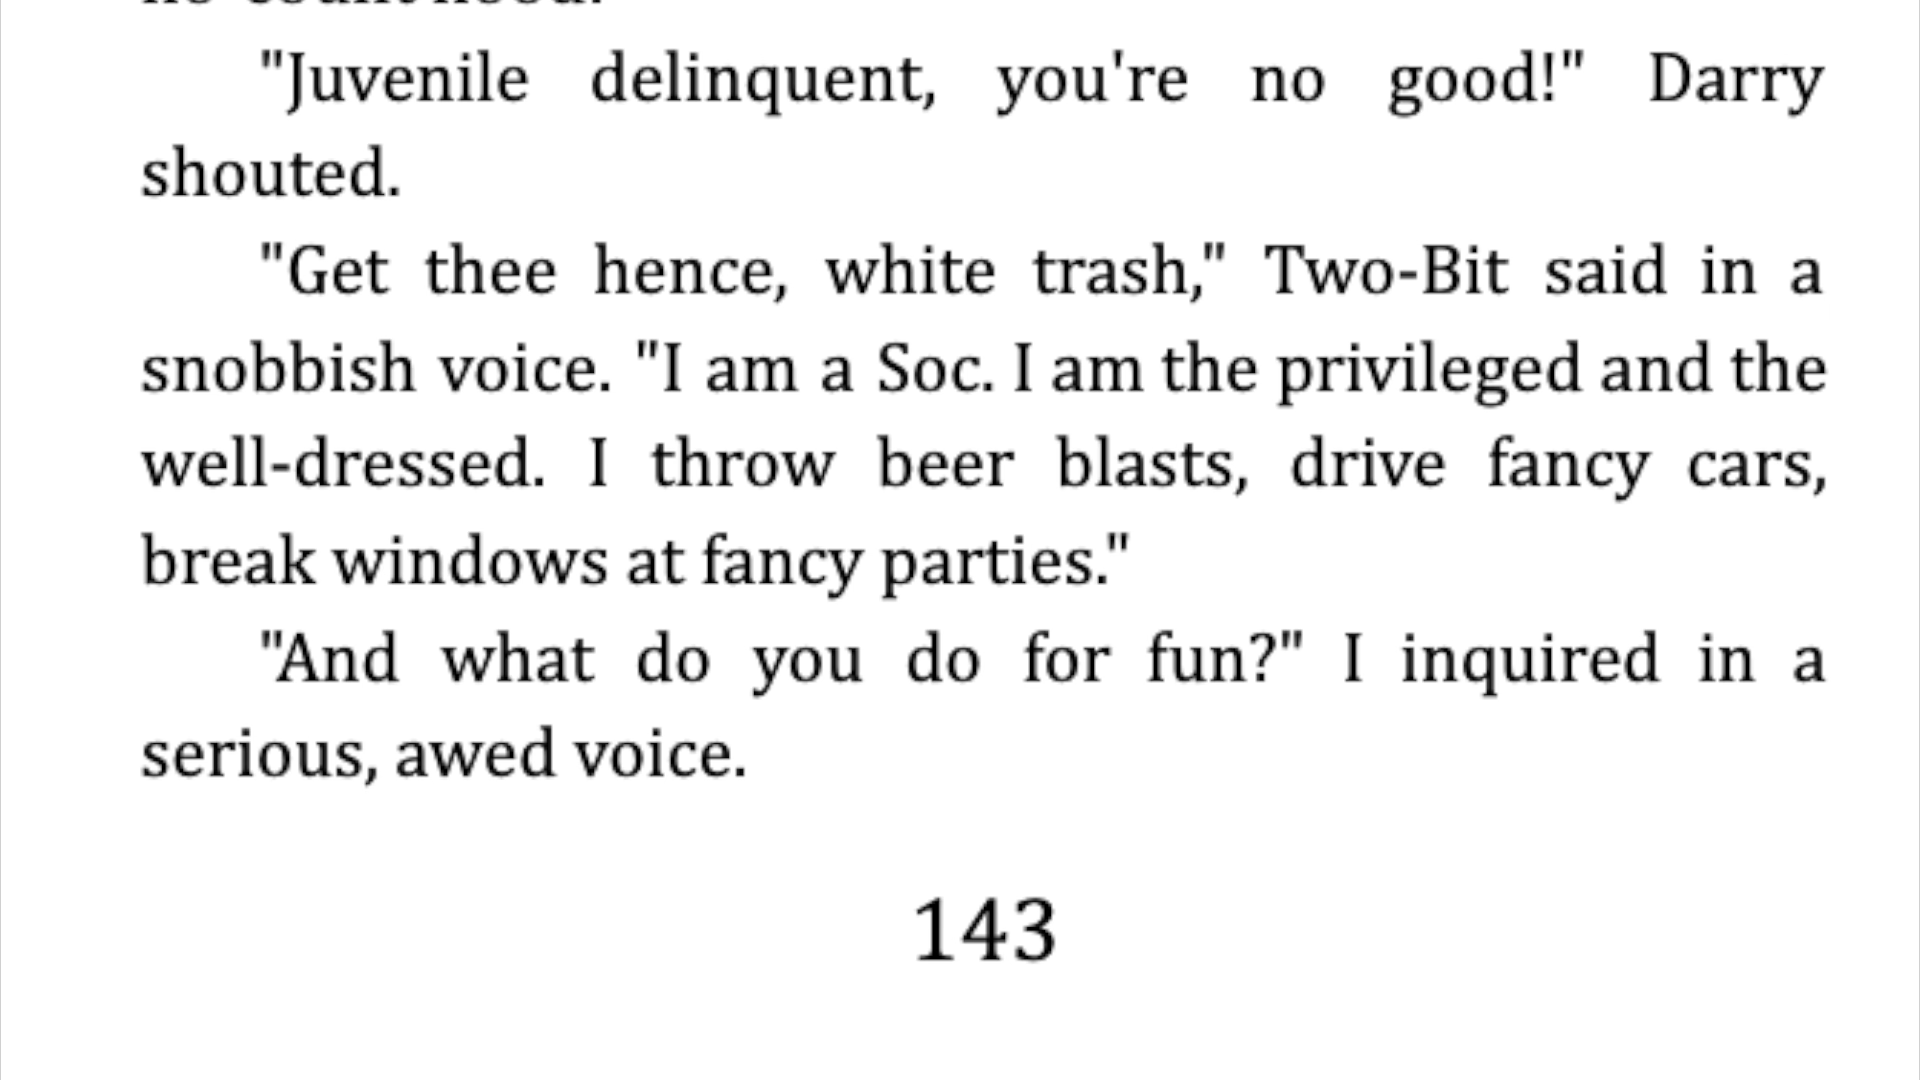 "Juvenile delinquent, you're no good!" Darry
shouted.
"Get thee hence, white trash," Two-Bit said in a
snobbish voice. "I am a Soc. I am the privileged and the
well-dressed. I throw beer blasts, drive fancy cars,
break windows at fancy parties."
"And what do you do for fun?" I inquired in a
serious, awed voice.
143